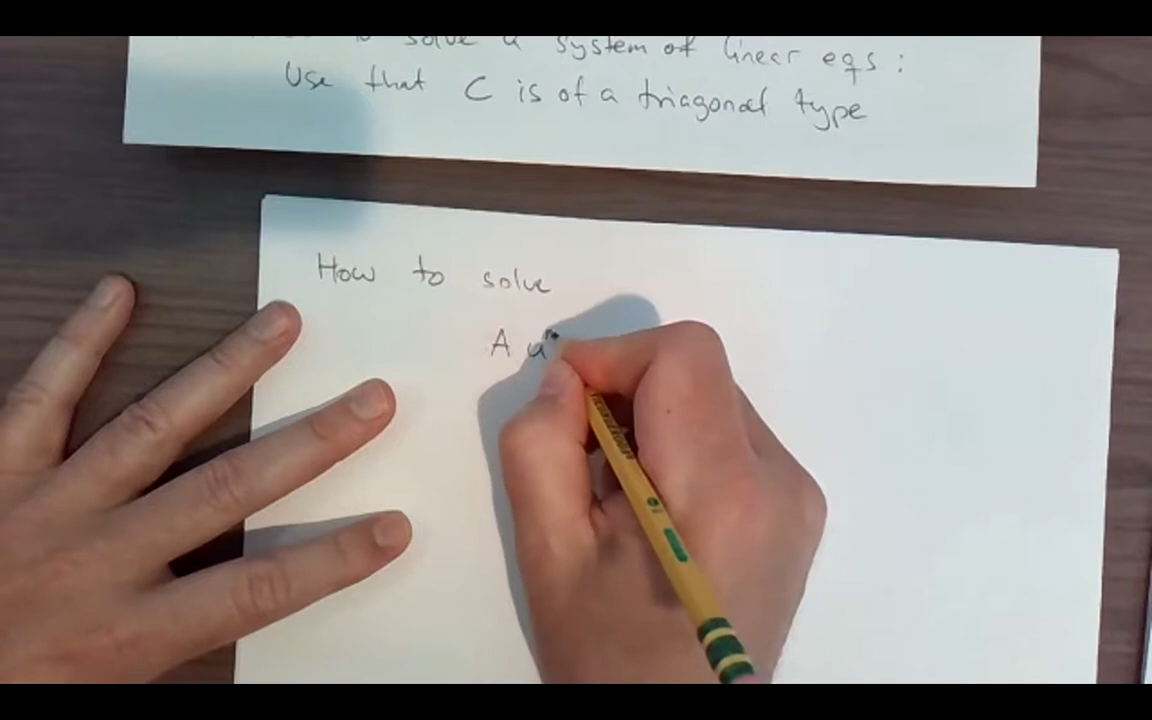 solve a system of linear eqs :
Use that C is of a triagonal type
How to solve
A u